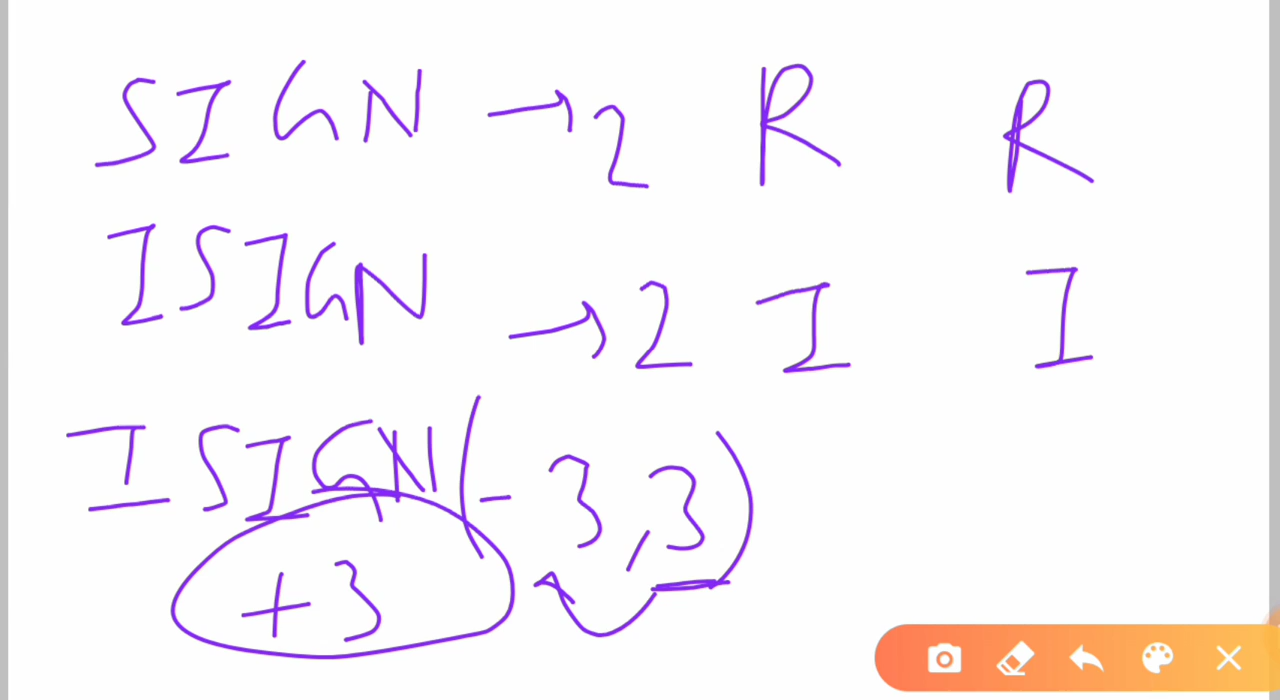 SIGN → 2 R R
ISIGN → 2 I I
ISIGN(-3,3)
+3